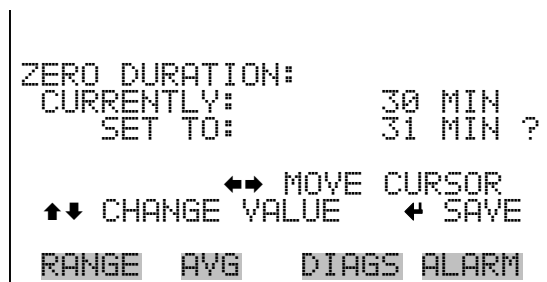 ZERO DURATION:
CURRENTLY: 30 MIN
SET TO: 31 MIN ?
←→ MOVE CURSOR
↑↓ CHANGE VALUE ↵ SAVE
RANGE AVG DIAGS ALARM